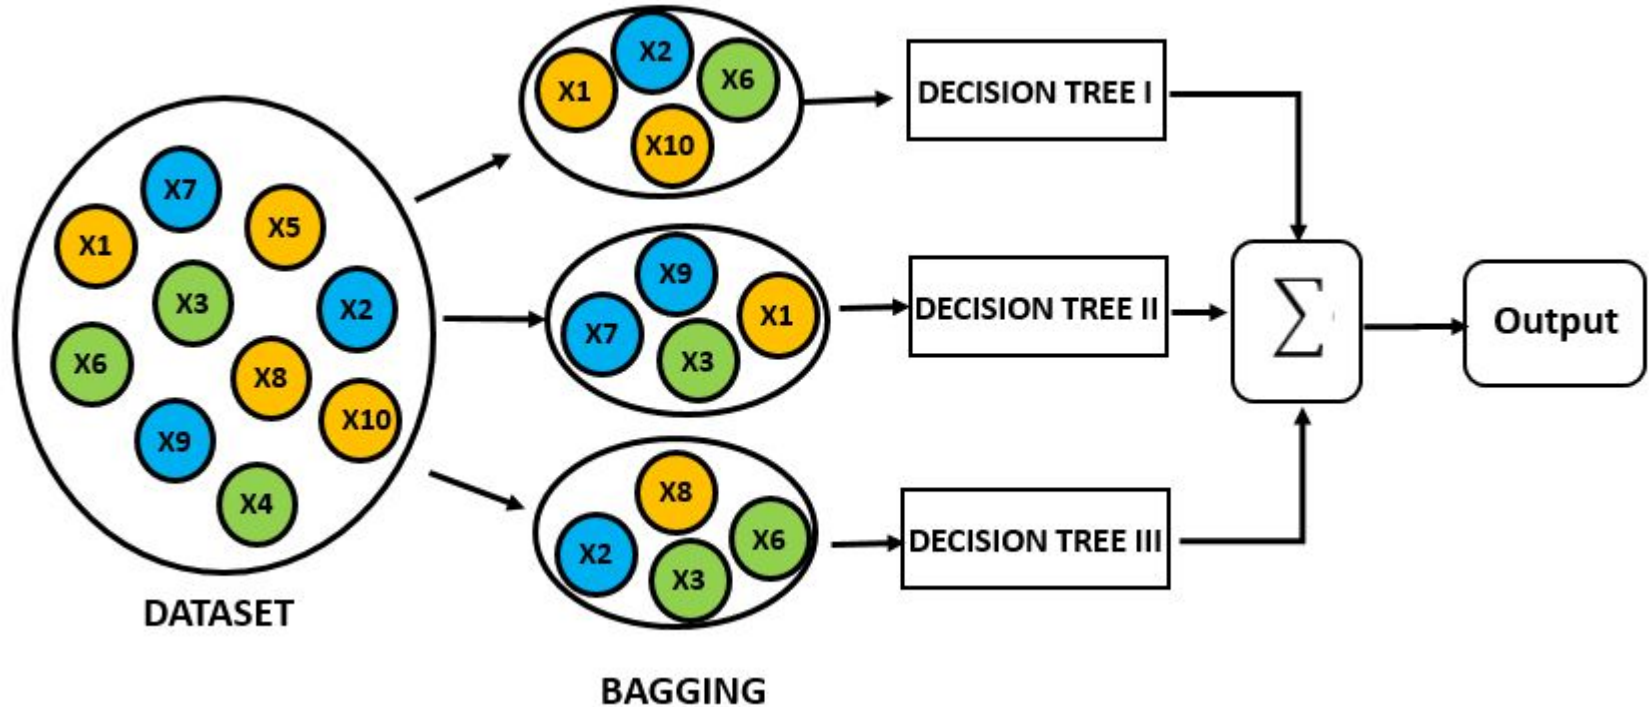 X7
X5
X1
X3
X2
X6
X8
X10
X9
X4
DATASET
X2
X6
X1
X10
X9
X1
X7
X3
X8
X6
X2
X3
BAGGING
DECISION TREE I
DECISION TREE II
DECISION TREE III
∑
Output